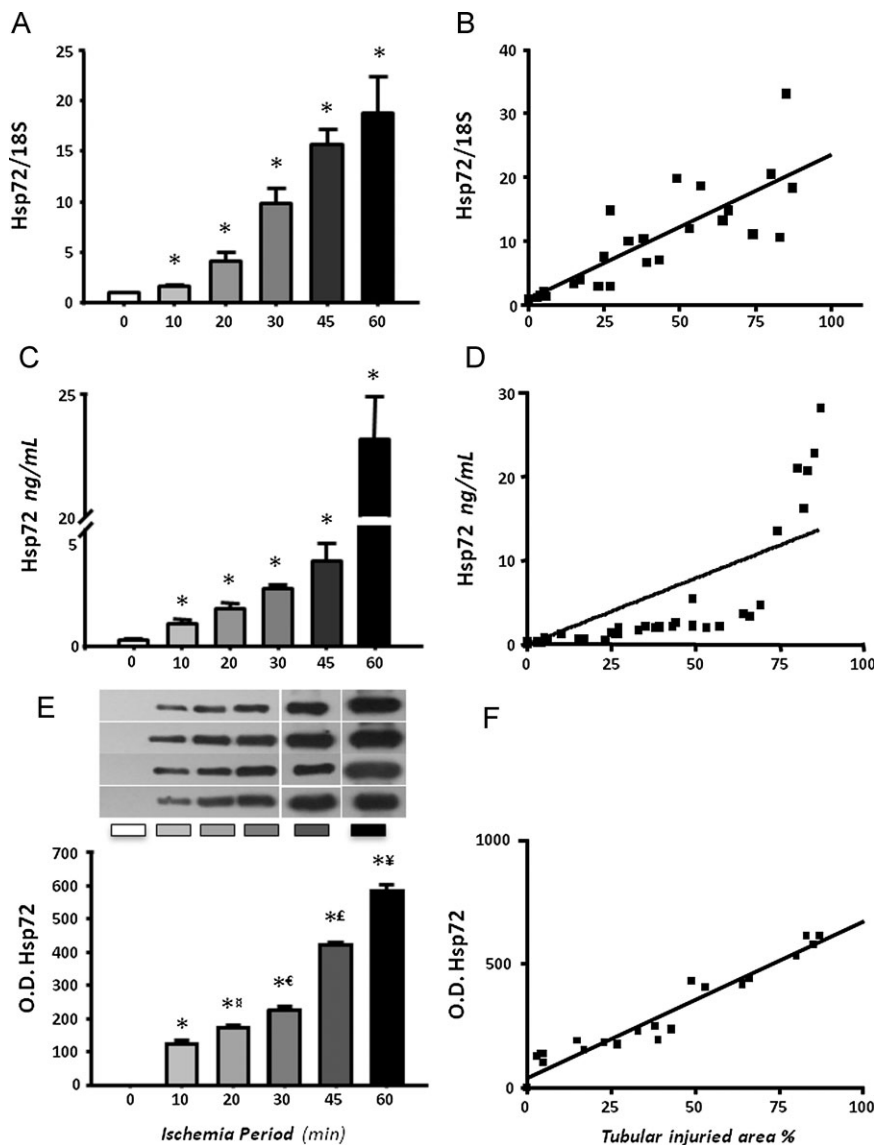 A
25
20
15
10
5
0
Hsp72/18S
* * * * *
0 10 20 30 45 60
B
40
30
20
10
0
Hsp72/18S
0 25 50 75 100
C
25
20
5
0
Hsp72 ng/mL
* * * * *
0 10 20 30 45 60
D
30
20
10
0
Hsp72 ng/mL
0 25 50 75 100
E
700
600
500
400
300
200
100
0
O.D. Hsp72
* *¤ *€ *£ *¥
0 10 20 30 45 60
Ischemia Period (min)
F
1000
500
0
O.D. Hsp72
0 25 50 75 100
Tubular injuried area %